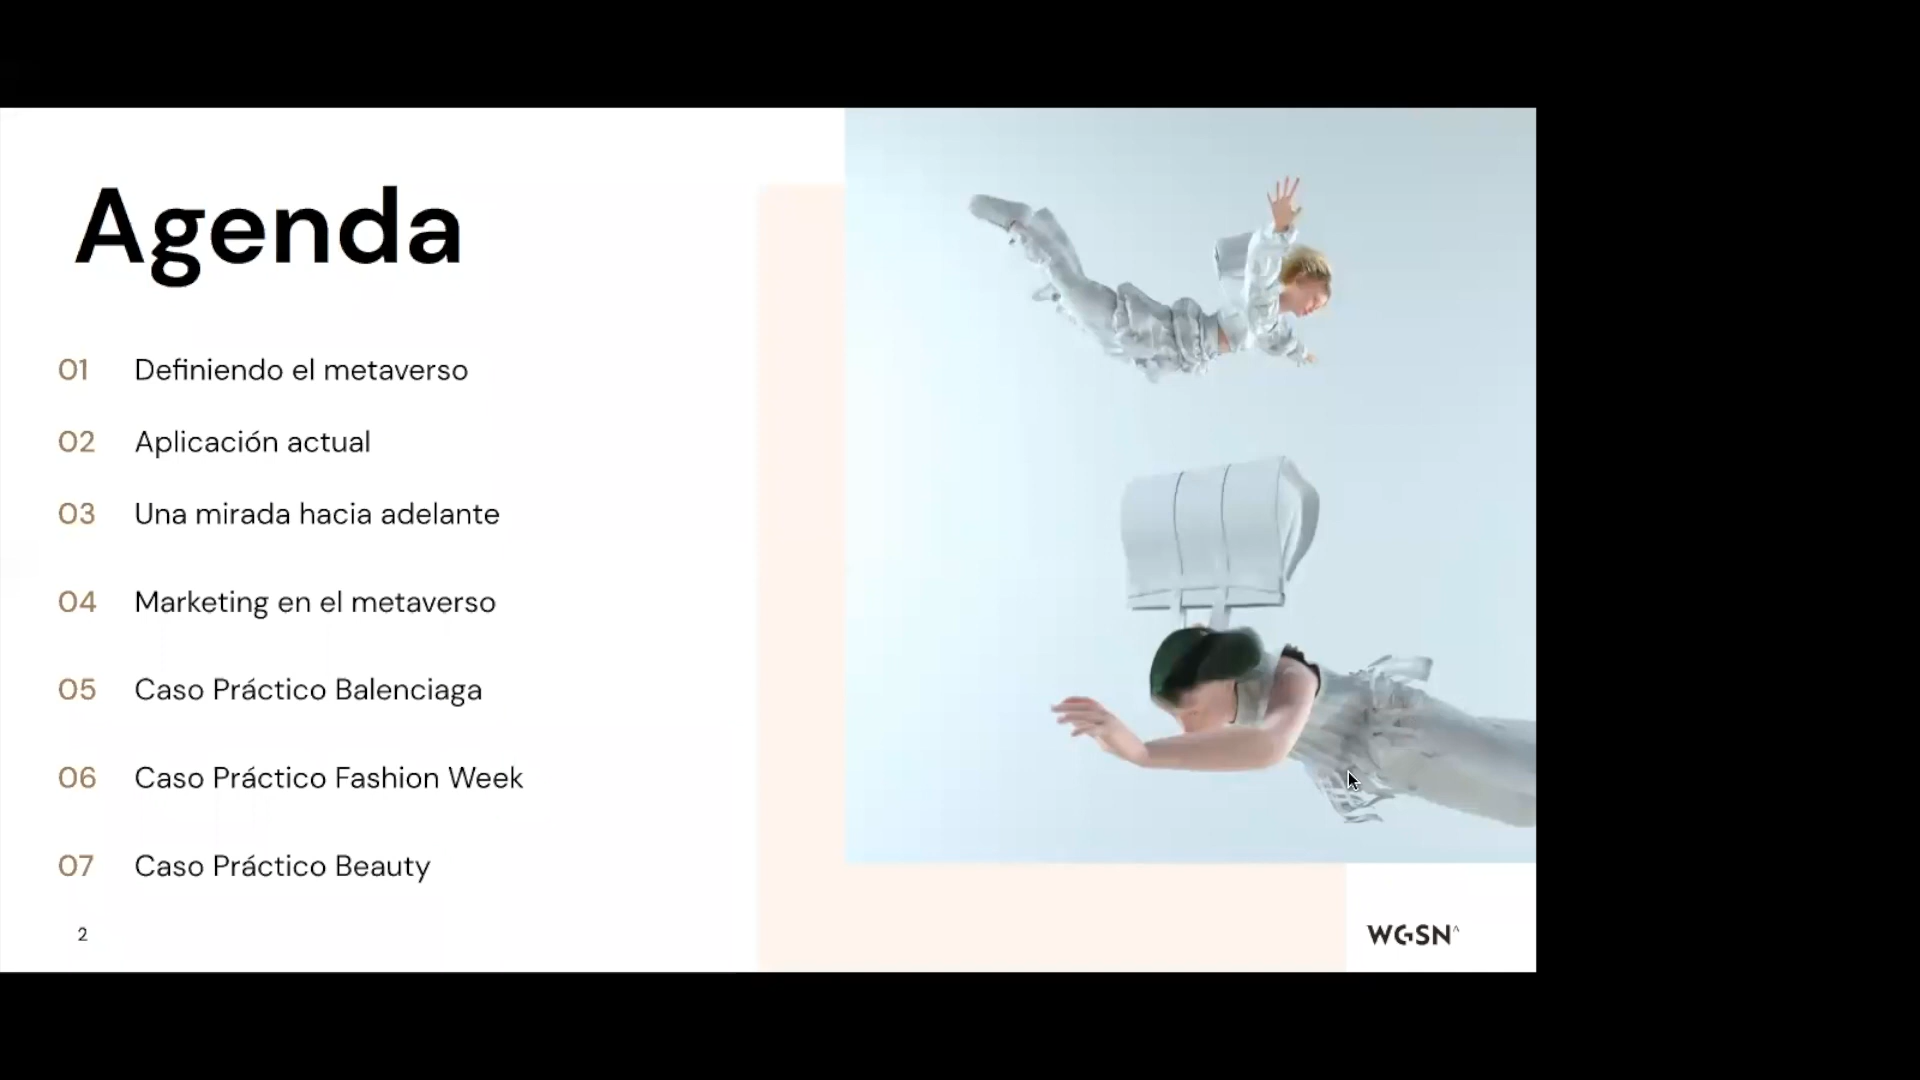 Agenda
01 Definiendo el metaverso
02 Aplicación actual
03 Una mirada hacia adelante
04 Marketing en el metaverso
05 Caso Práctico Balenciaga
06 Caso Práctico Fashion Week
07 Caso Práctico Beauty
2
WGSN^